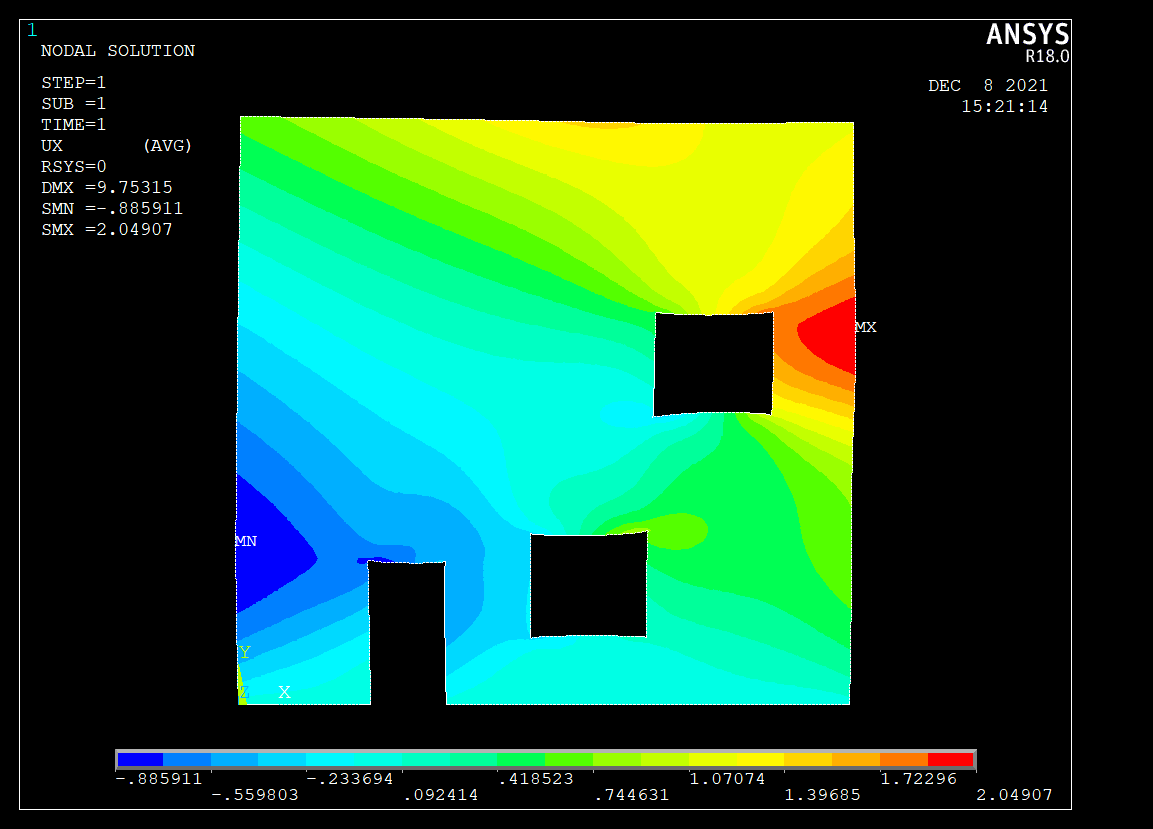 1
NODAL SOLUTION
STEP=1
SUB =1
TIME=1
UX (AVG)
RSYS=0
DMX =9.75315
SMN =-.885911
SMX =2.04907
ANSYS
R18.0
DEC 8 2021
15:21:14
MX
MN
Y
Z X
-.885911 -.233694 .418523 1.07074 1.72296
-.559803 .092414 .744631 1.39685 2.04907